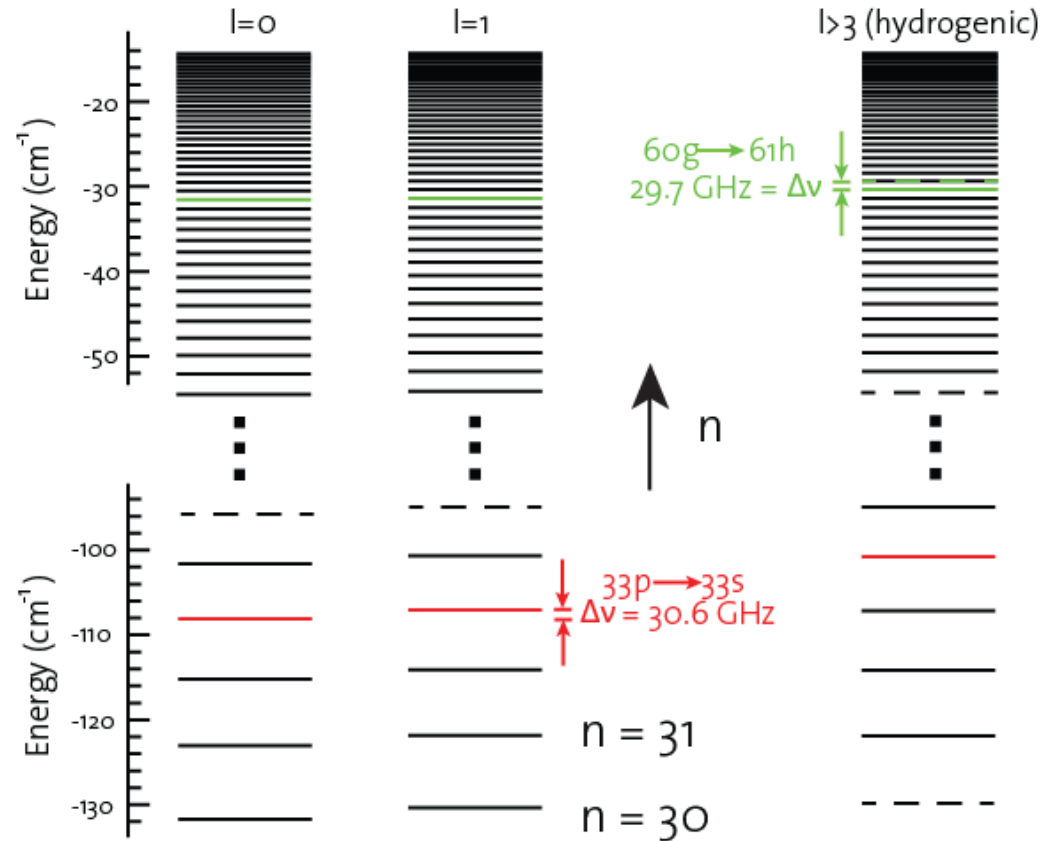 l=0
l=1
l>3 (hydrogenic)
Energy (cm⁻¹)
-20
-30
-40
-50
60g→61h
29.7 GHz = Δν
n
Energy (cm⁻¹)
-100
-110
-120
-130
33p→33s
Δν = 30.6 GHz
n = 31
n = 30